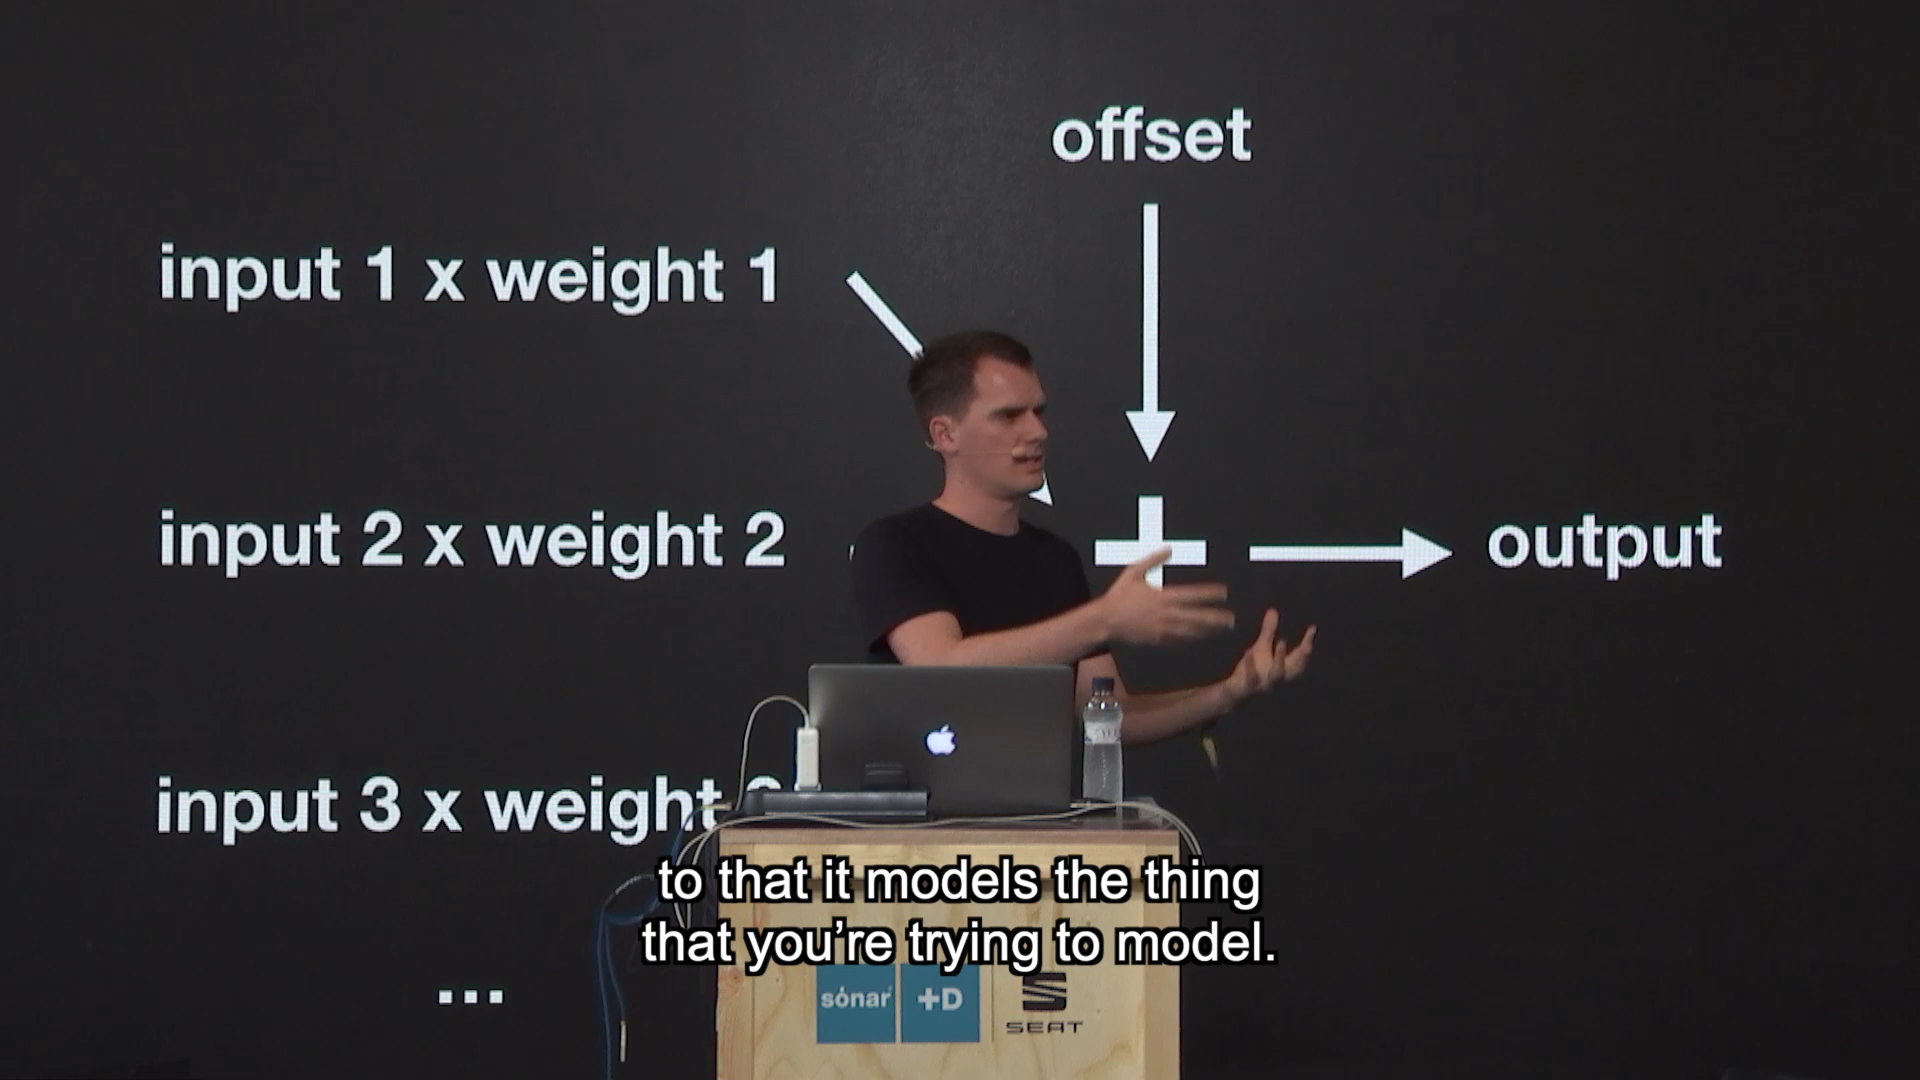 offset
input 1 x weight 1
input 2 x weight 2
output
input 3 x weight
...
to that it models the thing
that you're trying to model.
sónar +D
SEAT